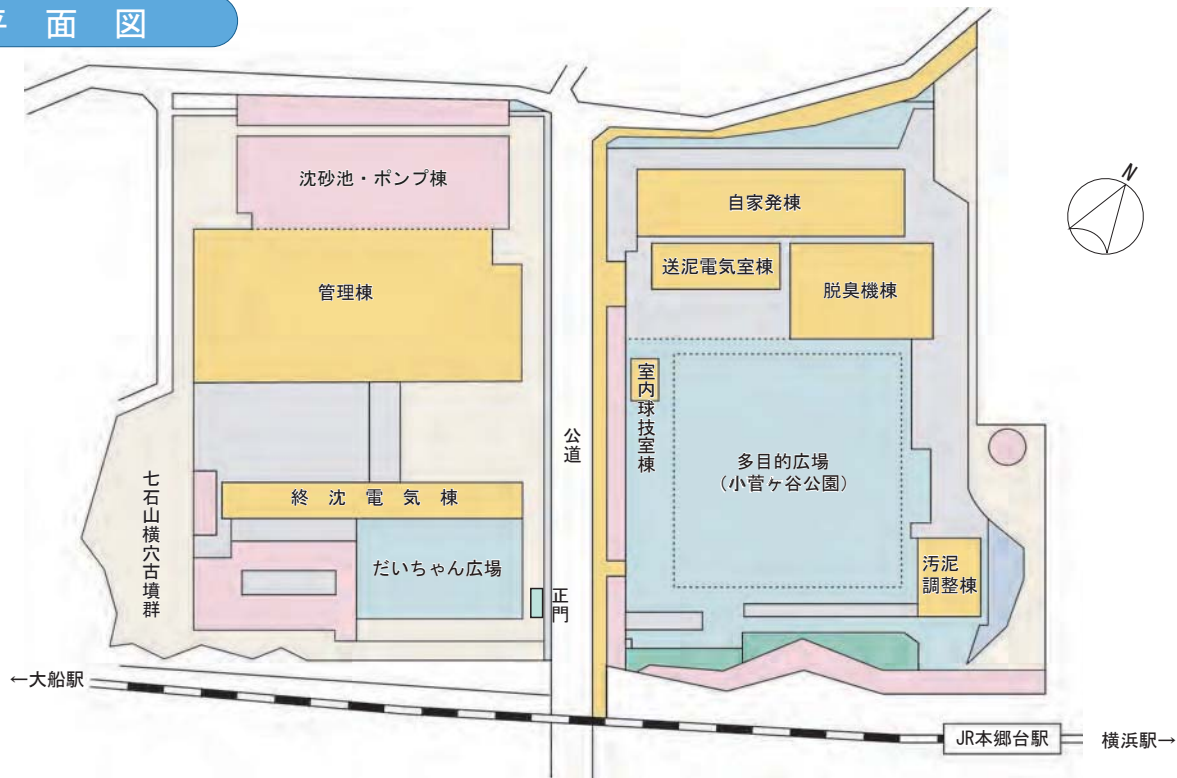 平面図
N
沈砂池・ポンプ棟
自家発棟
送泥電気室棟
脱臭機棟
管理棟
室内球技室棟
公道
多目的広場
(小菅ヶ谷公園)
七石山横穴古墳群
終沈電気棟
だいちゃん広場
正門
汚泥
調整棟
←大船駅
JR本郷台駅
横浜駅→